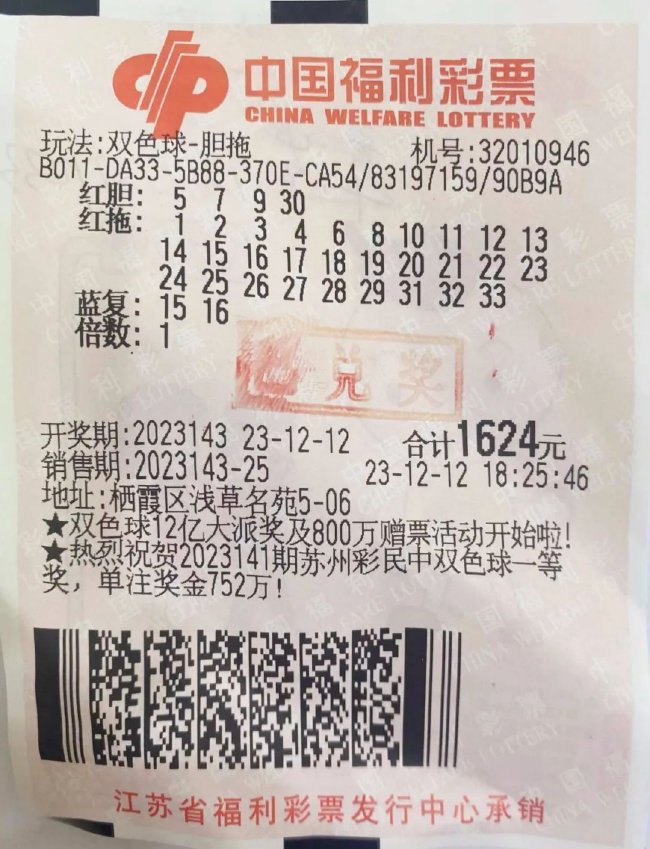 中国福利彩票
CHINA WELFARE LOTTERY
玩法:双色球-胆拖 机号:32010946
B011-DA33-5B88-370E-CA54/83197159/90B9A
红胆: 5 7 9 30
红拖: 1 2 3 4 6 8 10 11 12 13
14 15 16 17 18 19 20 21 22 23
24 25 26 27 28 29 31 32 33
蓝复: 15 16
倍数: 1
兑奖
开奖期:2023143 23-12-12 合计1624元
销售期:2023143-25 23-12-12 18:25:46
地址:栖霞区浅草名苑5-06
★双色球12亿大派奖及800万赠票活动开始啦!
★热烈祝贺2023141期苏州彩民中双色球一等
奖, 单注奖金752万!
江苏省福利彩票发行中心承销